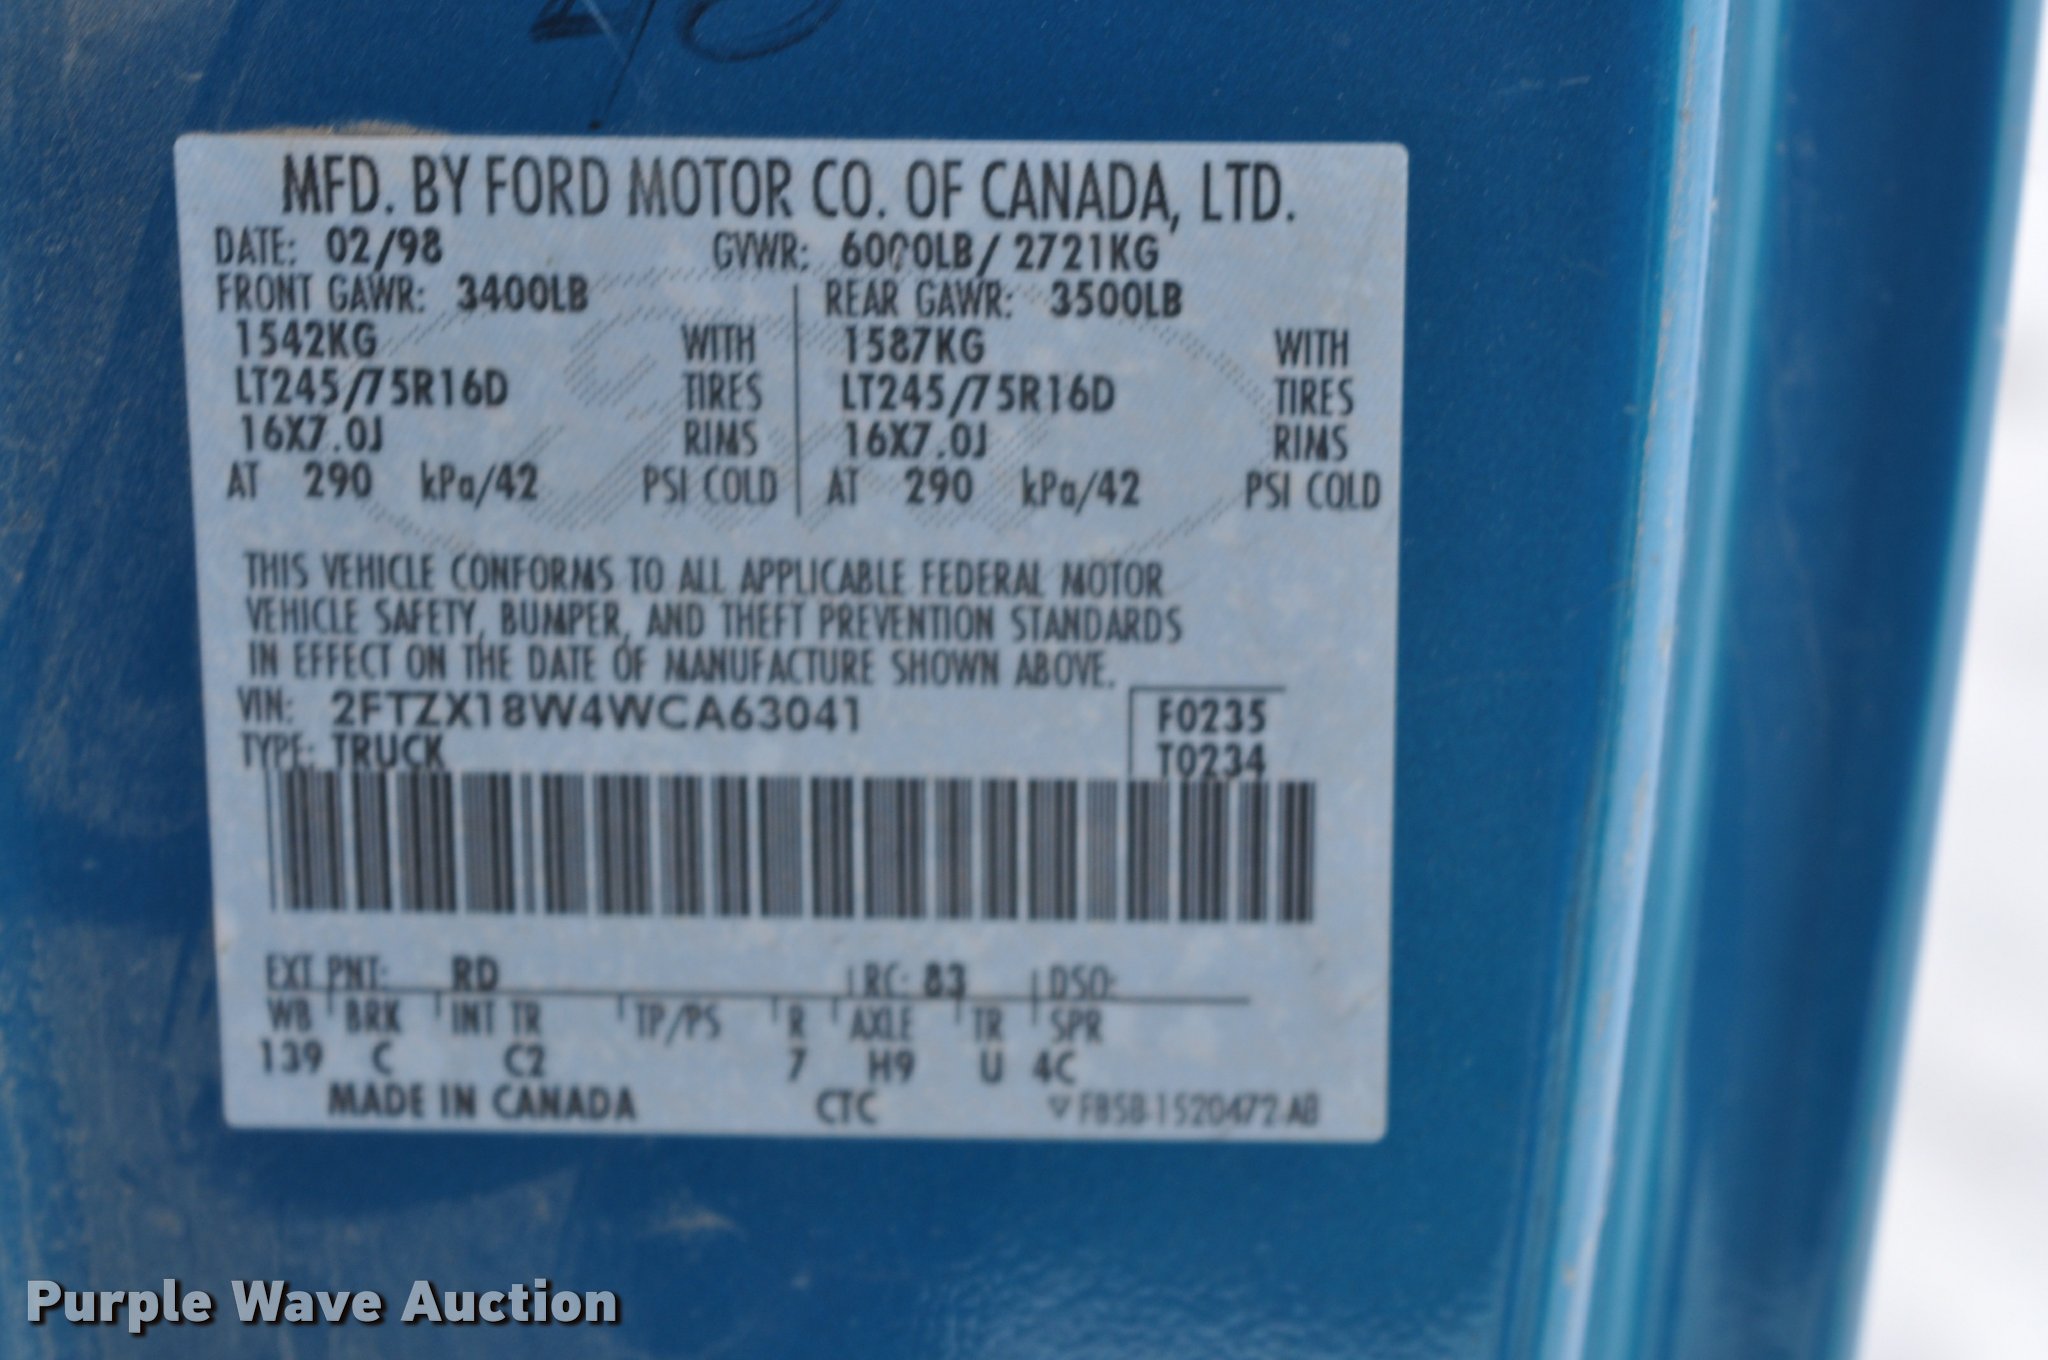 MFD. BY FORD MOTOR CO. OF CANADA, LTD.
DATE: 02/98 GVWR: 6000LB/ 2721KG
FRONT GAWR: 3400LB REAR GAWR: 3500LB
1542KG WITH 1587KG WITH
LT245/75R16D TIRES LT245/75R16D TIRES
16X7.0J RIMS 16X7.0J RIMS
AT 290 kPa/42 PSI COLD AT 290 kPa/42 PSI COLD
THIS VEHICLE CONFORMS TO ALL APPLICABLE FEDERAL MOTOR
VEHICLE SAFETY, BUMPER, AND THEFT PREVENTION STANDARDS
IN EFFECT ON THE DATE OF MANUFACTURE SHOWN ABOVE.
VIN: 2FTZX18W4WCA63041 F0235
TYPE: TRUCK T0234
EXT PNT: RD RC: 83 DSO:
WB BRK INT TR TP/PS R AXLE TR SPR
139 C C2 7 H9 U 4C
MADE IN CANADA CTC F85B-1520472-AB
Purple Wave Auction